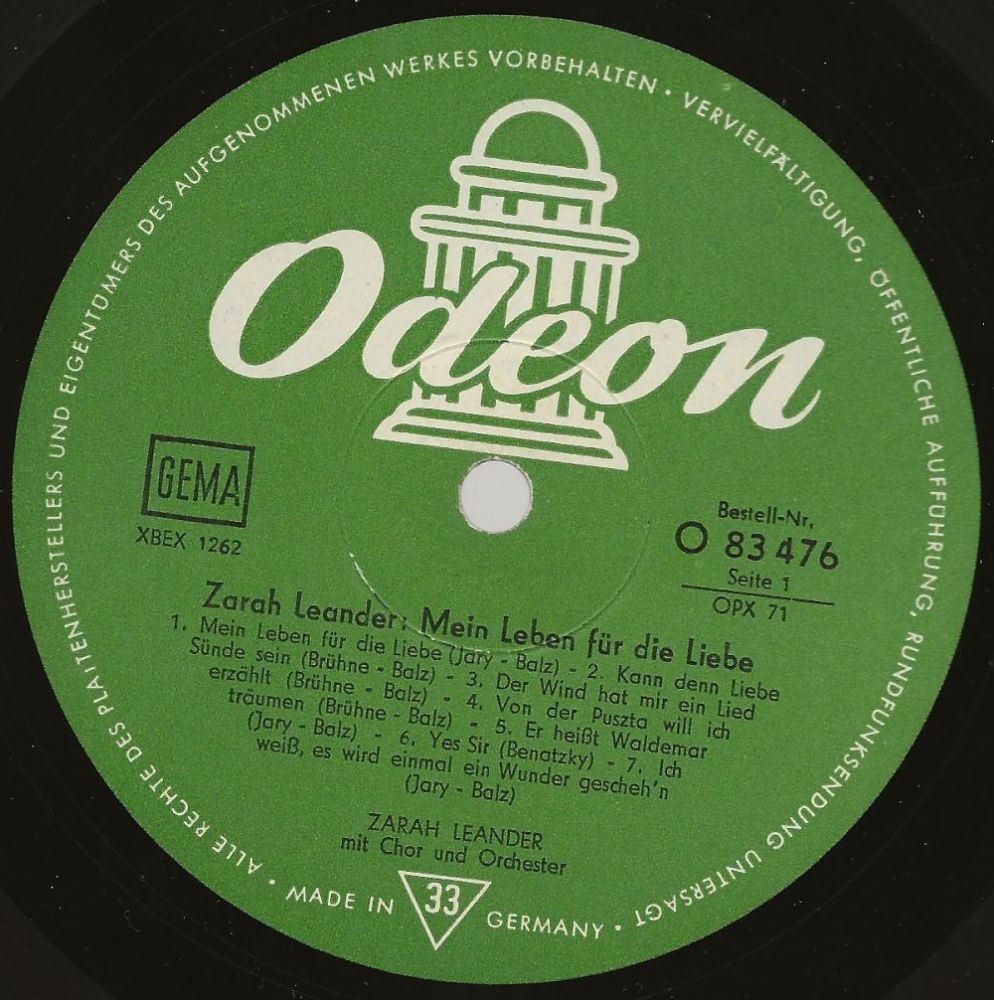 ALLE RECHTE DES PLATTENHERSTELLERS UND EIGENTÜMERS DES AUFGENOMMENEN WERKES VORBEHALTEN · VERVIELFÄLTIGUNG, ÖFFENTLICHE AUFFÜHRUNG, RUNDFUNKSENDUNG UNTERSAGT ·
Odeon
GEMA
XBEX 1262
Bestell-Nr.
O 83 476
Seite 1
OPX 71
Zarah Leander: Mein Leben für die Liebe
1. Mein Leben für die Liebe (Jary - Balz) - 2. Kann denn Liebe
Sünde sein (Brühne - Balz) - 3. Der Wind hat mir ein Lied
erzählt (Brühne - Balz) - 4. Von der Puszta will ich
träumen (Brühne - Balz) - 5. Er heißt Waldemar
(Jary - Balz) - 6. Yes Sir (Benatzky) - 7. Ich
weiß, es wird einmal ein Wunder gescheh'n
(Jary - Balz)
ZARAH LEANDER
mit Chor und Orchester
MADE IN 33 GERMANY ·